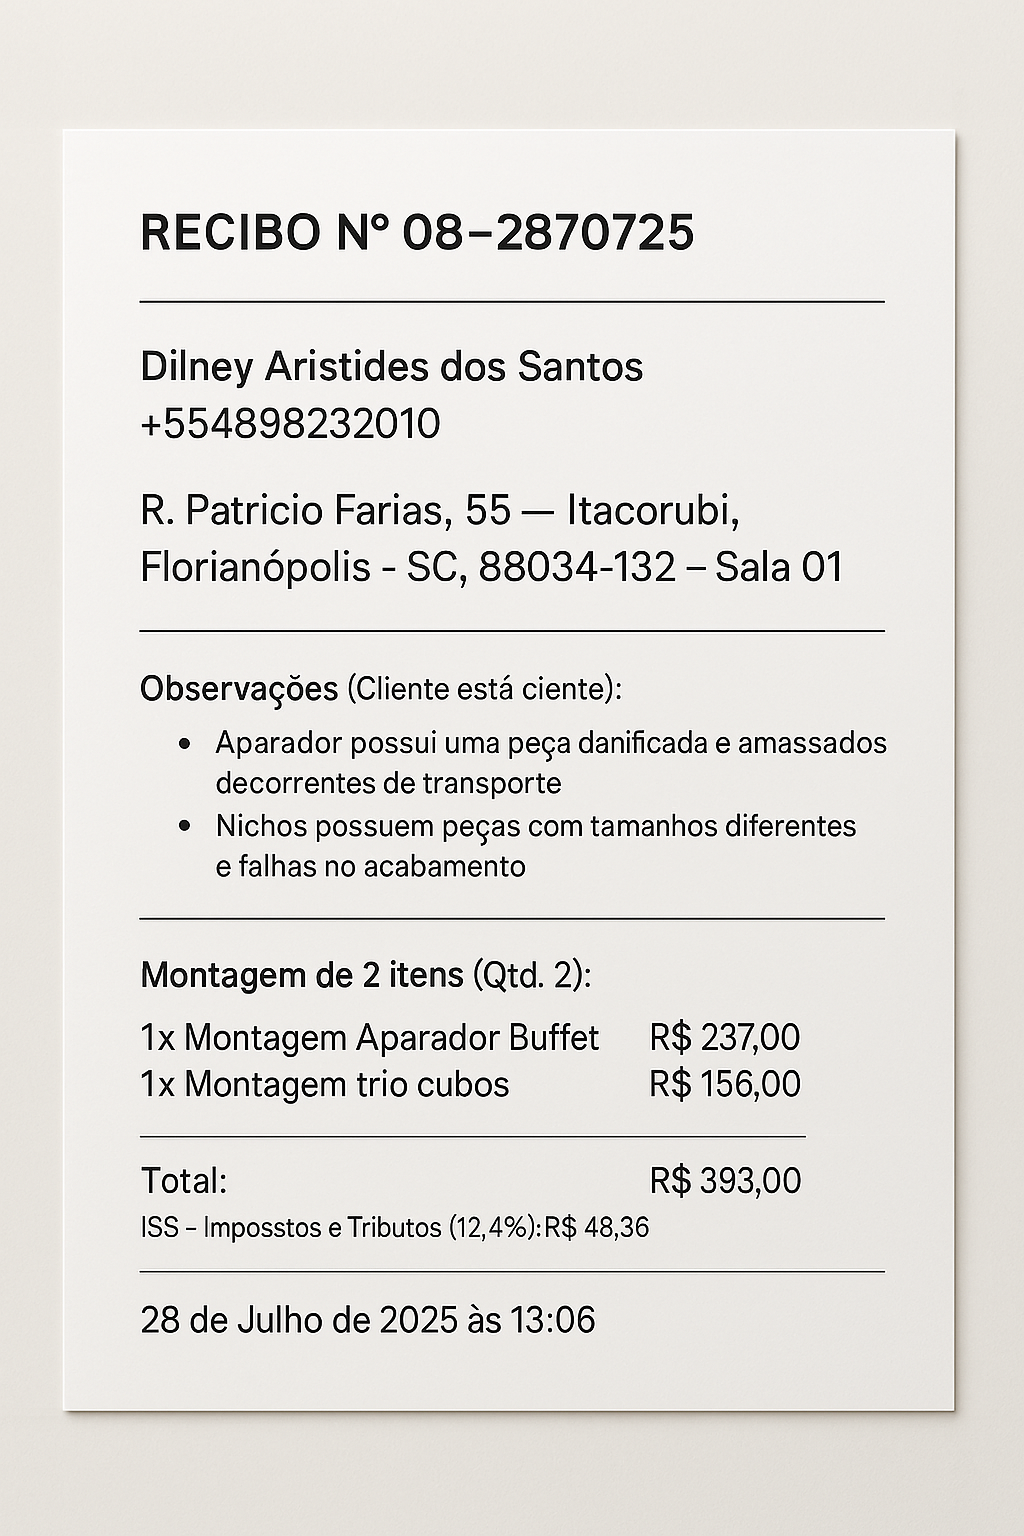 RECIBO Nº 08–2870725
Dilney Aristides dos Santos
+554898232010
R. Patricio Farias, 55 — Itacorubi,
Florianópolis - SC, 88034-132 – Sala 01
Observações (Cliente está ciente):
• Aparador possui uma peça danificada e amassados
decorrentes de transporte
• Nichos possuem peças com tamanhos diferentes
e falhas no acabamento
Montagem de 2 itens (Qtd. 2):
1x Montagem Aparador Buffet R$ 237,00
1x Montagem trio cubos R$ 156,00
Total: R$ 393,00
ISS – Imposstos e Tributos (12,4%):R$ 48,36
28 de Julho de 2025 às 13:06